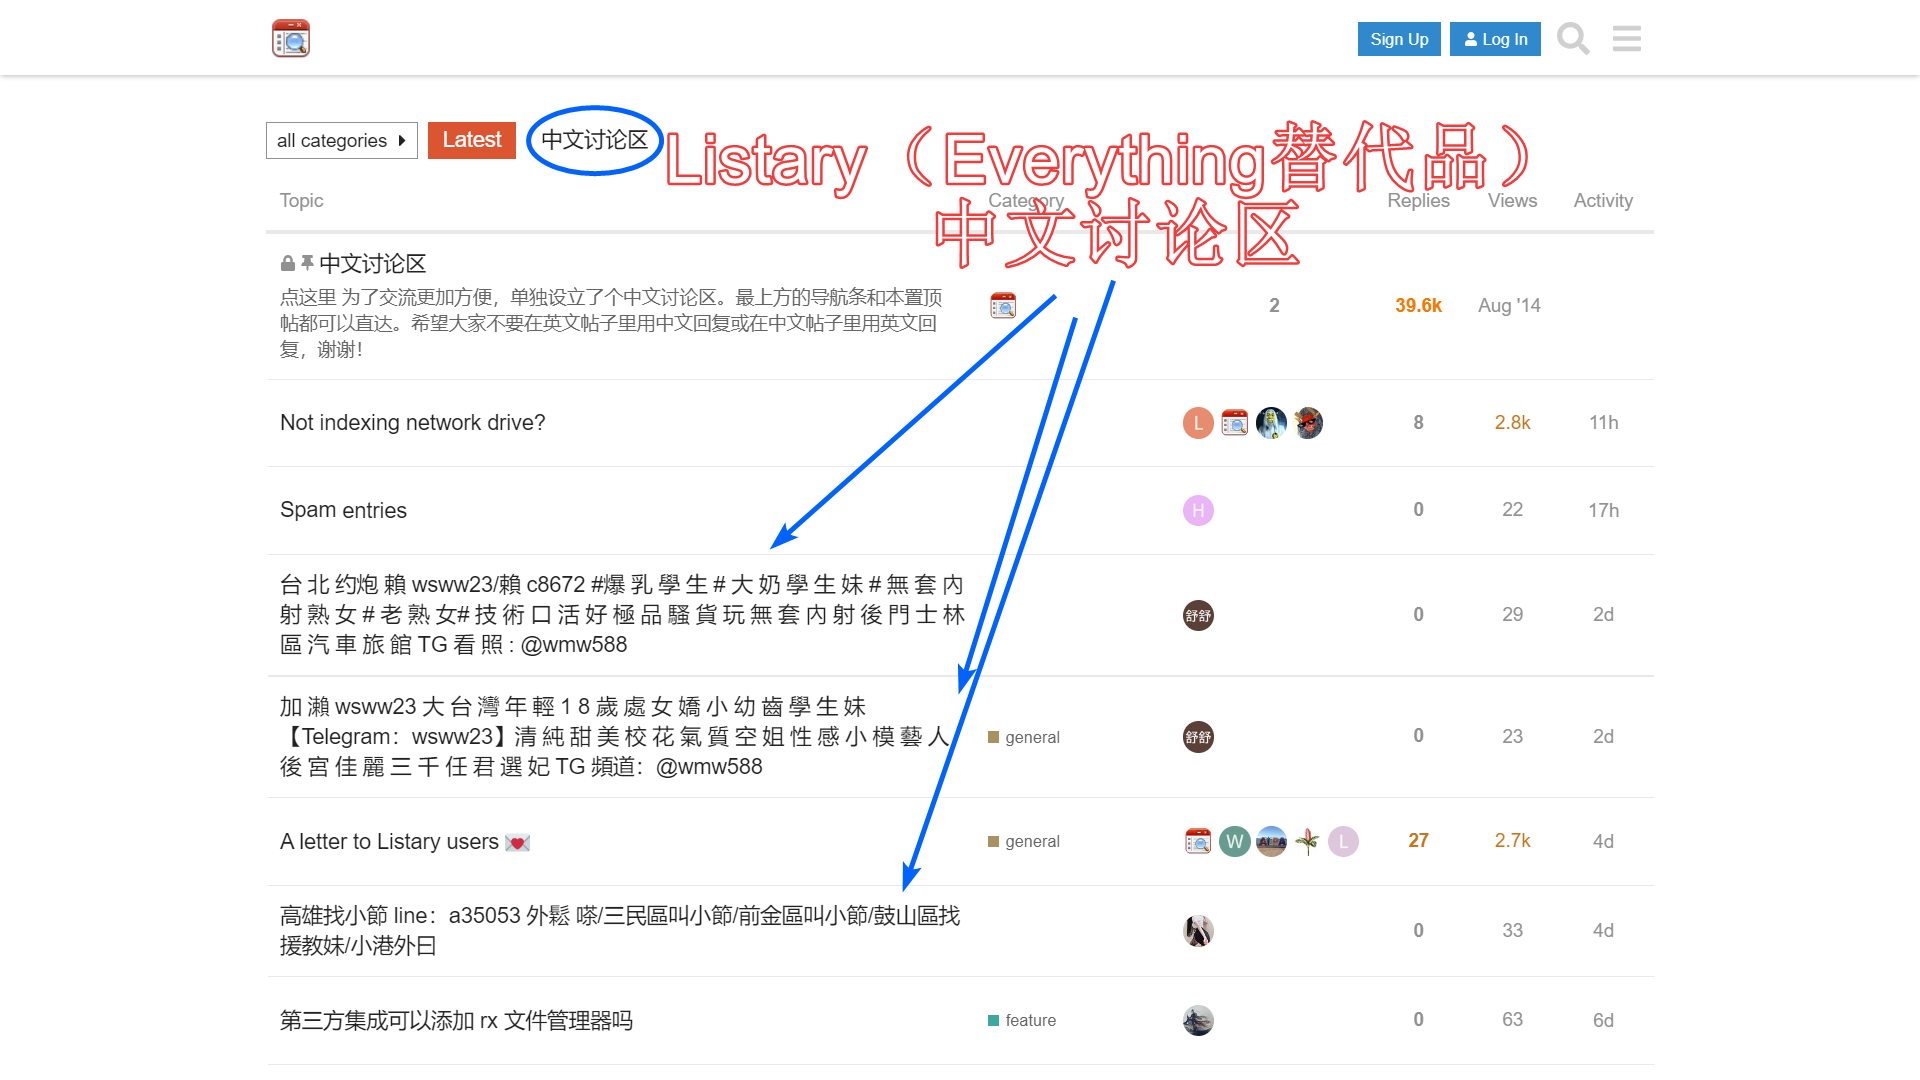 Sign Up
Log In
all categories
Latest
中文讨论区
Listary（Everything替代品）
中文讨论区
Topic
Category
Replies
Views
Activity
中文讨论区
点这里 为了交流更加方便，单独设立了个中文讨论区。最上方的导航条和本置顶
帖都可以直达。希望大家不要在英文帖子里用中文回复或在中文帖子里用英文回
复，谢谢！
2
39.6k
Aug '14
Not indexing network drive?
L
8
2.8k
11h
Spam entries
H
0
22
17h
台 北 约炮 賴 wsww23/賴 c8672 #爆 乳 學 生 # 大 奶 學 生 妹 # 無 套 內
射 熟 女 # 老 熟 女# 技 術 口 活 好 極 品 騷 貨 玩 無 套 内 射 後 門 士 林
區 汽 車 旅 館 TG 看 照 : @wmw588
舒舒
0
29
2d
加 瀨 wsww23 大 台 灣 年 輕 1 8 歲 處 女 嬌 小 幼 齒 學 生 妹
【Telegram：wsww23】清 純 甜 美 校 花 氣 質 空 姐 性 感 小 模 藝 人
後 宮 佳 麗 三 千 任 君 選 妃 TG 頻道：@wmw588
general
舒舒
0
23
2d
A letter to Listary users
general
W
L
27
2.7k
4d
高雄找小節 line：a35053 外鬆 嗏/三民區叫小節/前金區叫小節/鼓山區找
援教妹/小港外曰
0
33
4d
第三方集成可以添加 rx 文件管理器吗
feature
0
63
6d